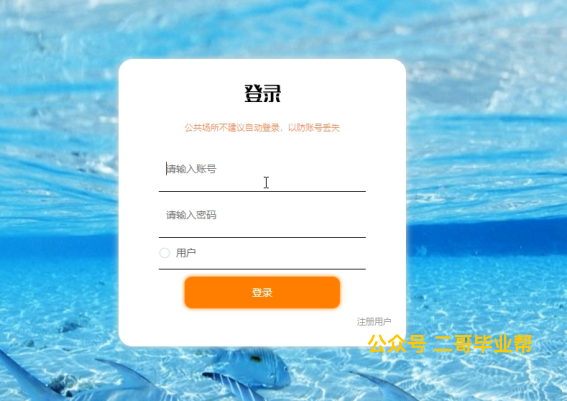 登录
公共场所不建议自动登录，以防账号丢失
请输入账号
请输入密码
用户
登录
注册用户
公众号 二哥毕业帮